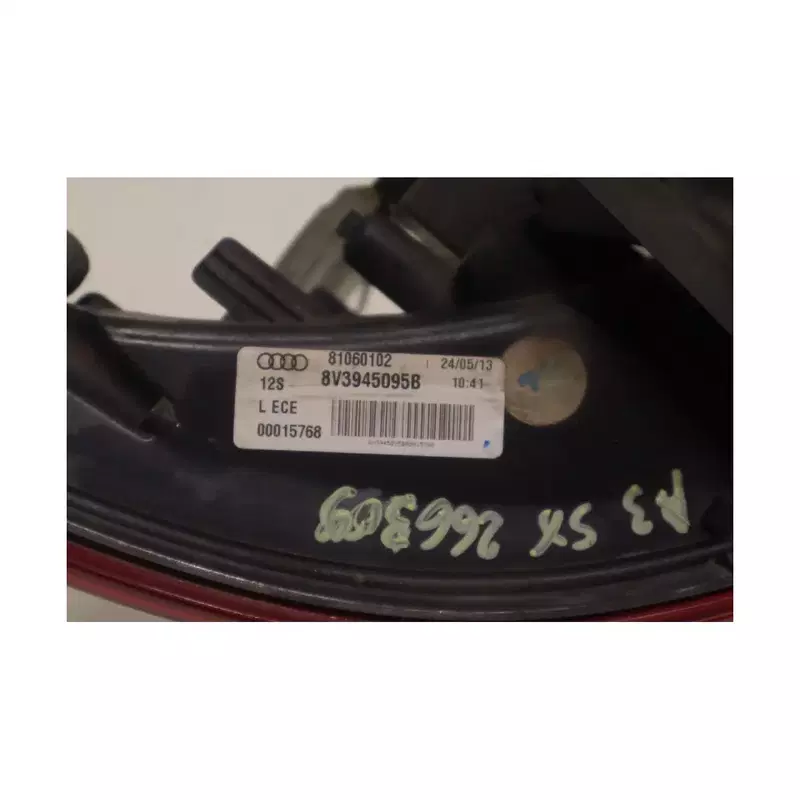 81060102 24/05/13
12S 8V3945095B 10:41
L ECE
00015768
A3 SX 266309